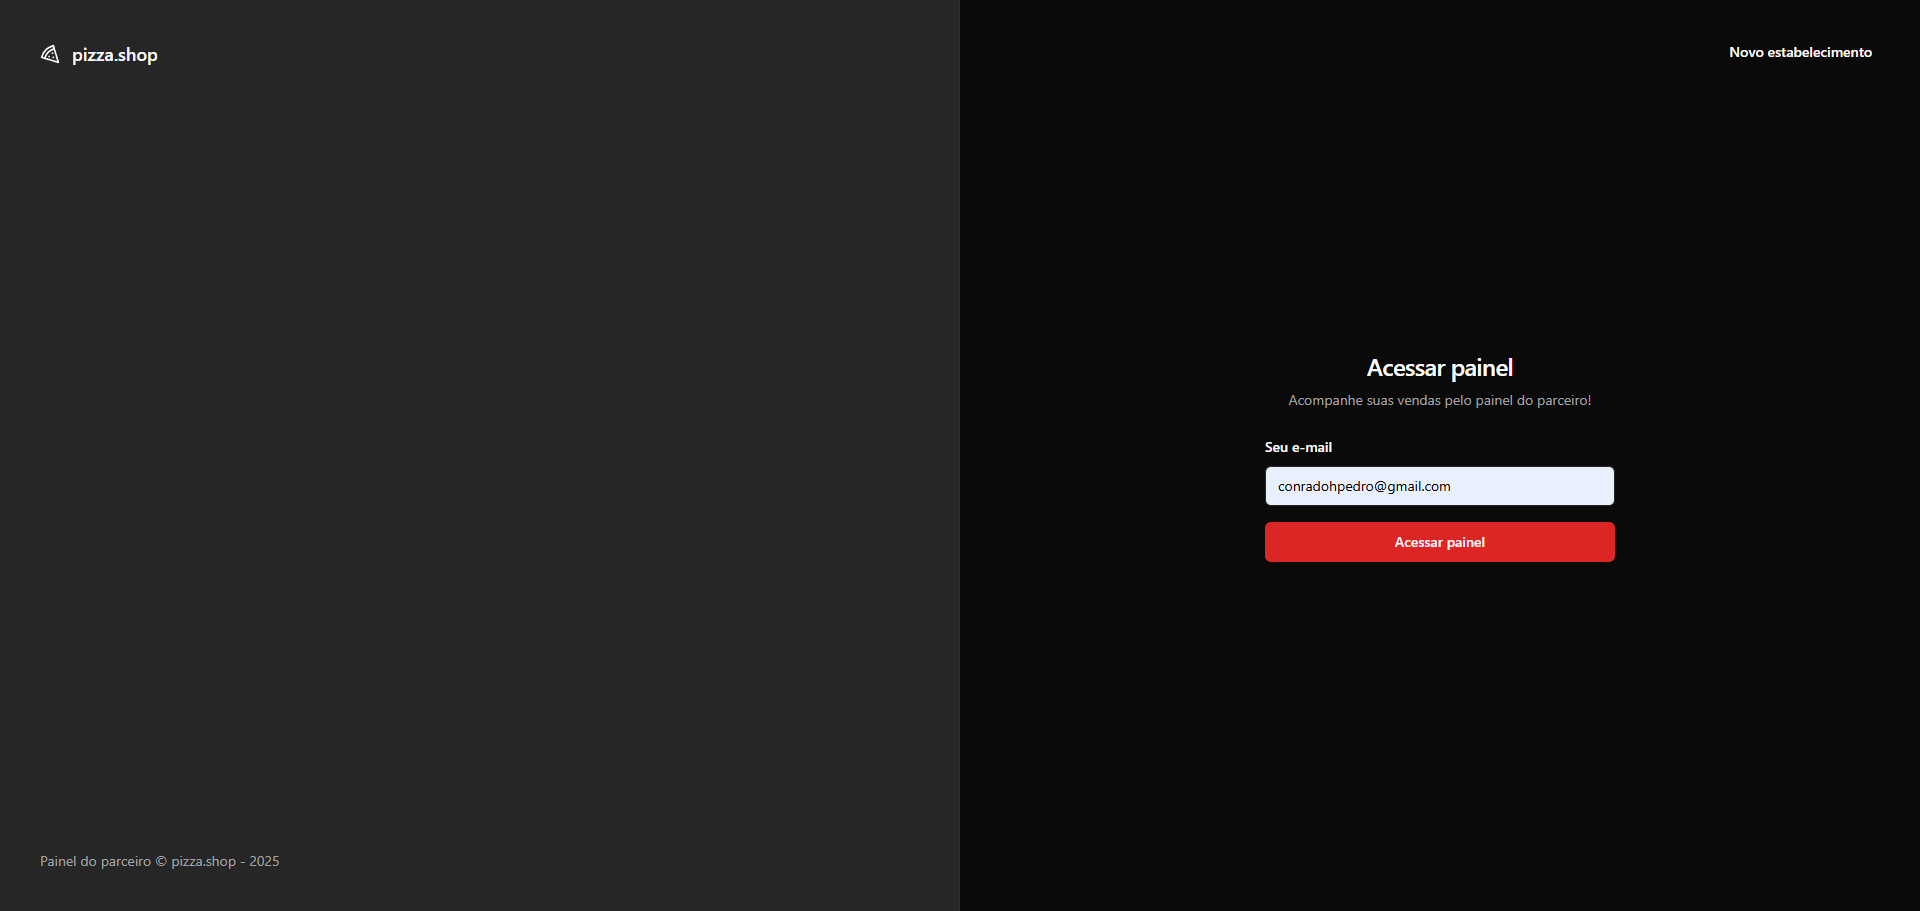 pizza.shop
Novo estabelecimento
Acessar painel
Acompanhe suas vendas pelo painel do parceiro!
Seu e-mail
conradohpedro@gmail.com
Acessar painel
Painel do parceiro © pizza.shop - 2025